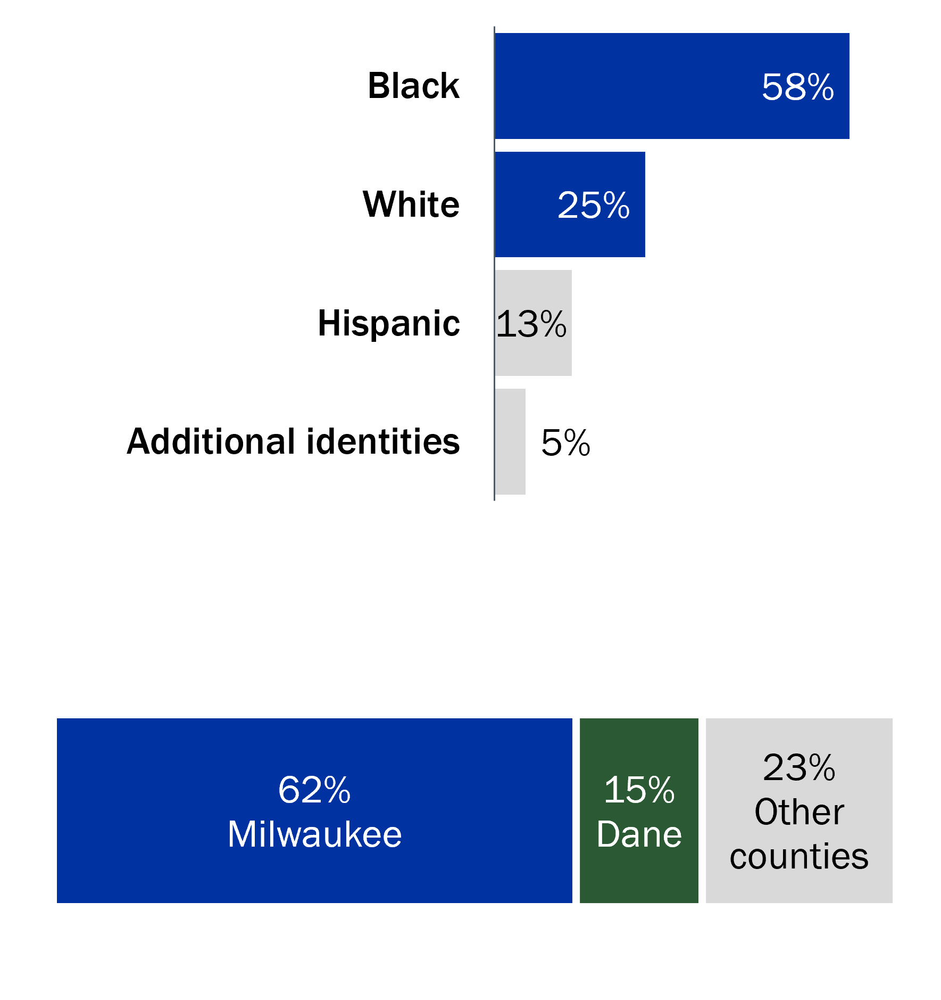 Black
58%
White
25%
Hispanic
13%
Additional identities
5%
62%
Milwaukee
15%
Dane
23%
Other
counties